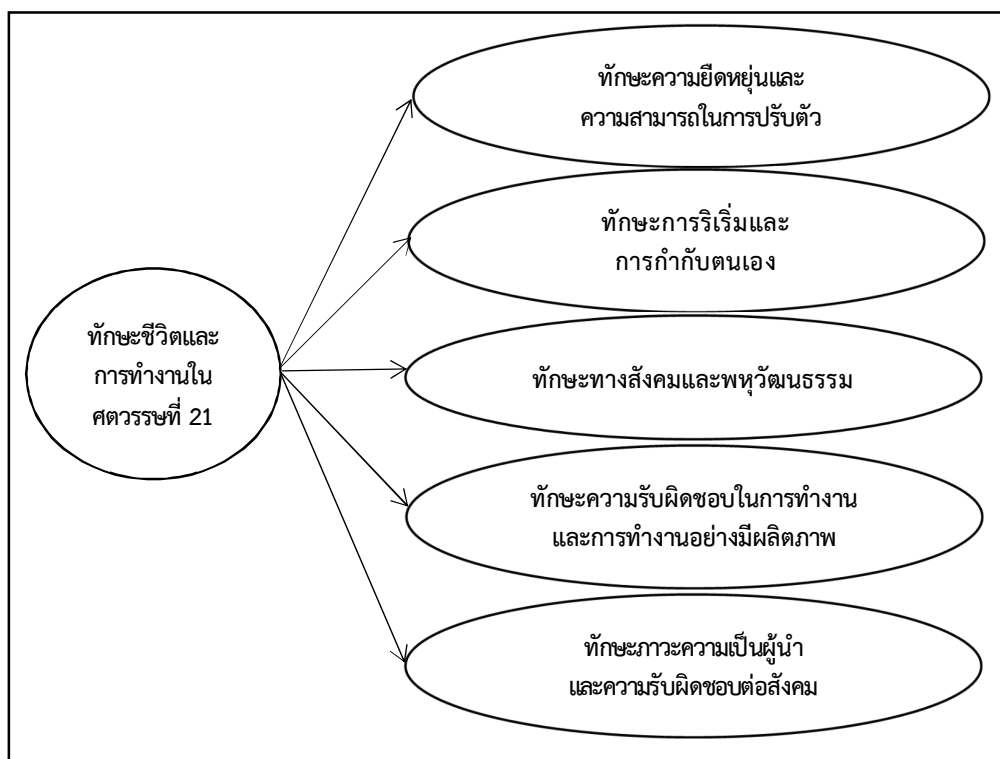 ทักษะความยืดหยุ่นและ
ความสามารถในการปรับตัว
ทักษะการริเริ่มและ
การกำกับตนเอง
ทักษะชีวิตและ
การทำงานใน
ศตวรรษที่ 21
ทักษะทางสังคมและพหุวัฒนธรรม
ทักษะความรับผิดชอบในการทำงาน
และการทำงานอย่างมีผลิตภาพ
ทักษะภาวะความเป็นผู้นำ
และความรับผิดชอบต่อสังคม